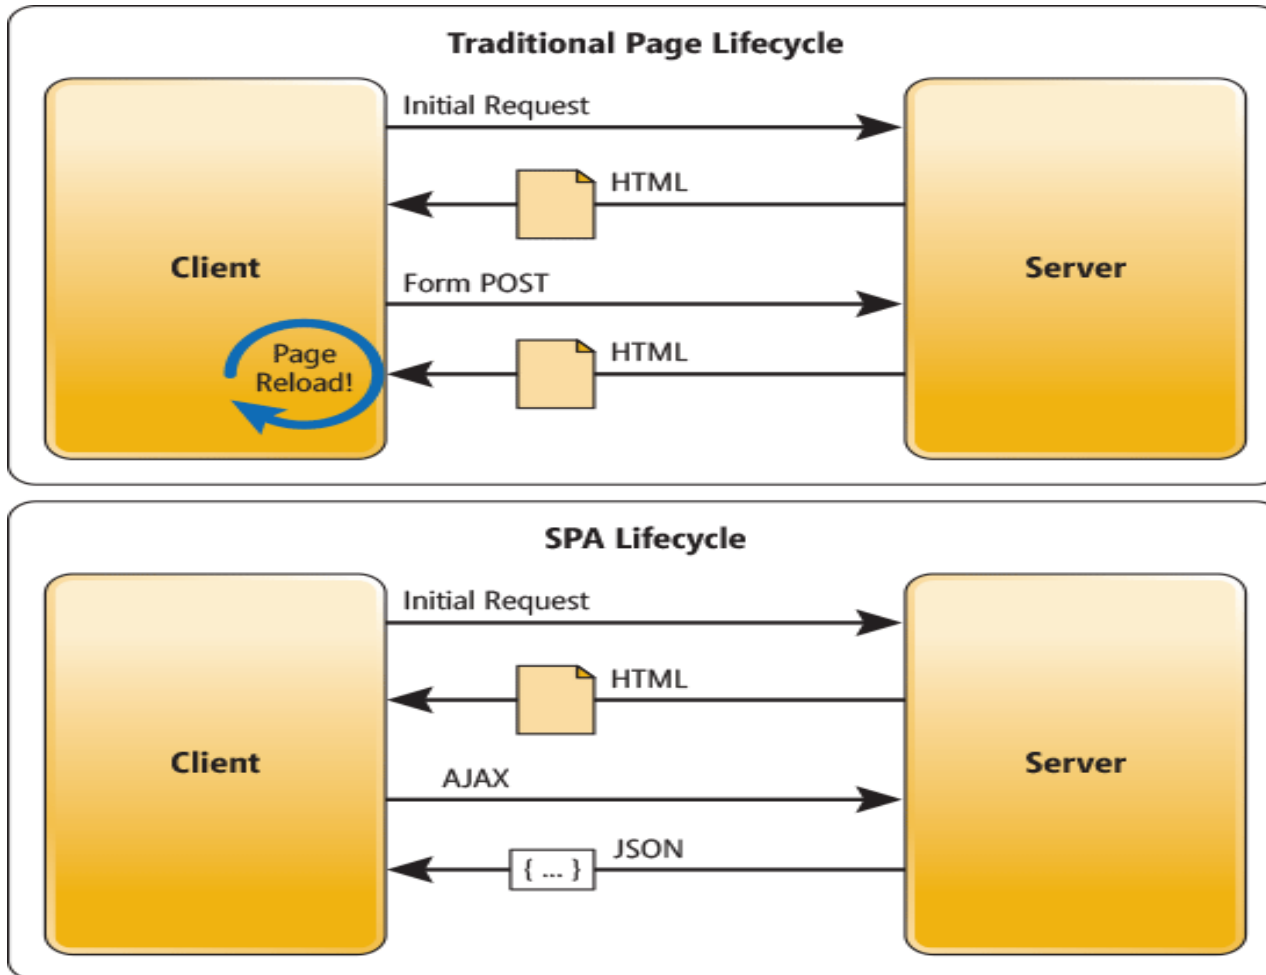 Traditional Page Lifecycle
Initial Request
HTML
Client
Server
Form POST
HTML
Page
Reload!
SPA Lifecycle
Initial Request
HTML
Client
Server
AJAX
JSON
{ ... }